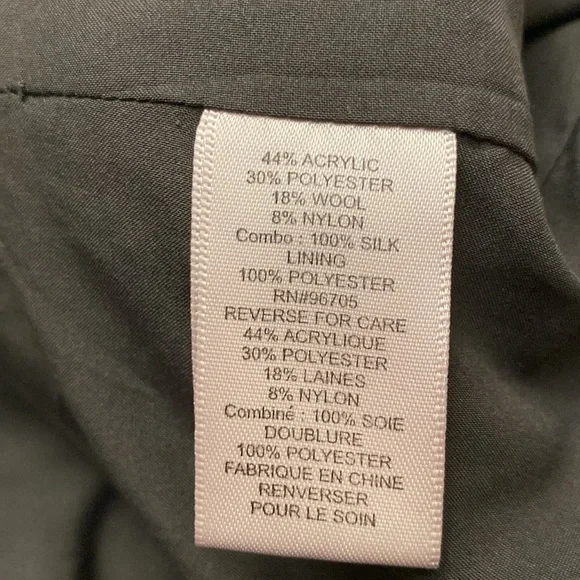 44% ACRYLIC
30% POLYESTER
18% WOOL
8% NYLON
Combo : 100% SILK
LINING
100% POLYESTER
RN#96705
REVERSE FOR CARE
44% ACRYLIQUE
30% POLYESTER
18% LAINES
8% NYLON
Combiné : 100% SOIE
DOUBLURE
100% POLYESTER
FABRIQUE EN CHINE
RENVERSER
POUR LE SOIN